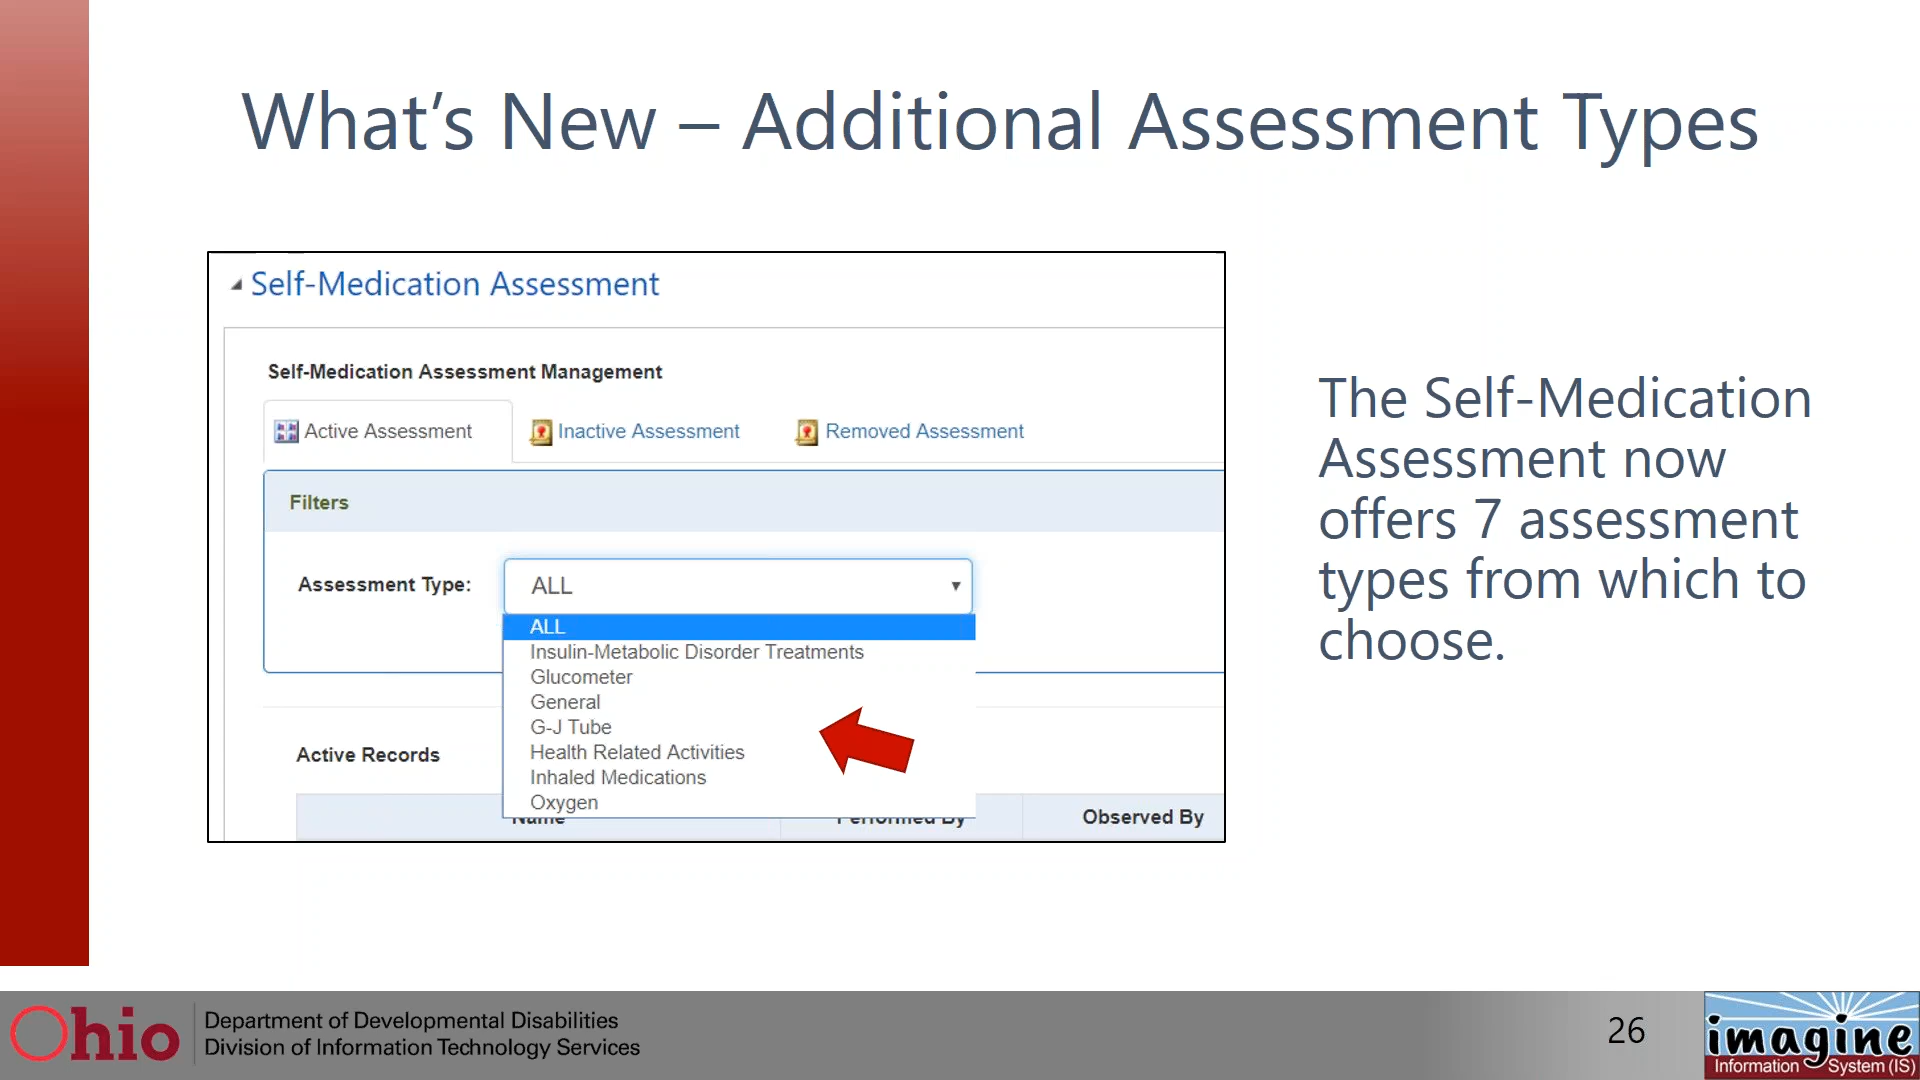 What's New – Additional Assessment Types
Self-Medication Assessment
Self-Medication Assessment Management
Active Assessment Inactive Assessment Removed Assessment
Filters
Assessment Type: ALL
ALL
Insulin-Metabolic Disorder Treatments
Glucometer
General
G-J Tube
Health Related Activities
Inhaled Medications
Oxygen
Active Records
Name Performed By Observed By
The Self-Medication
Assessment now
offers 7 assessment
types from which to
choose.
Ohio
Department of Developmental Disabilities
Division of Information Technology Services
26
imagine
Information System (IS)